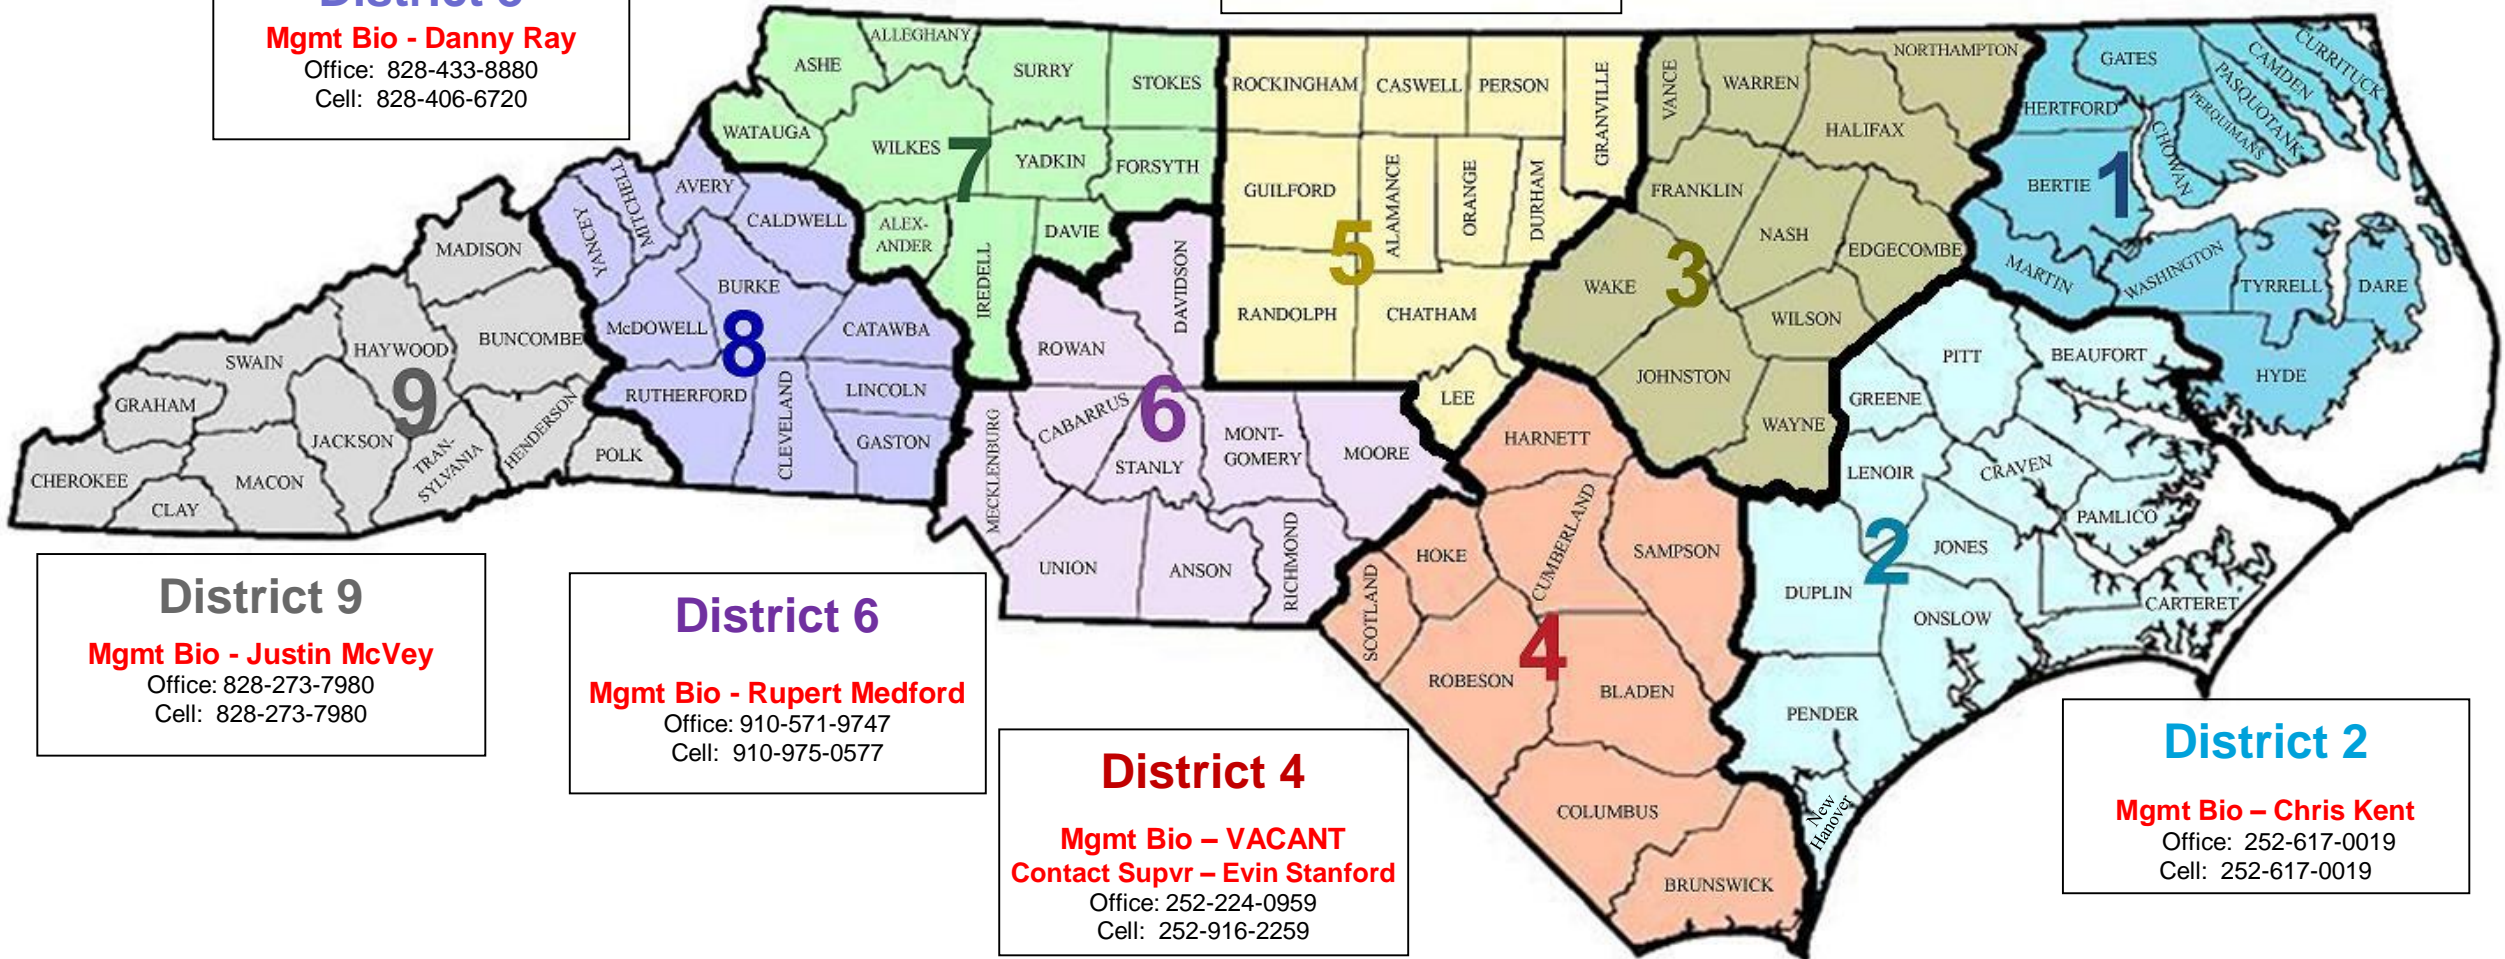 District 8
Mgmt Bio - Danny Ray
Office: 828-433-8880
Cell: 828-406-6720
ALLEGHANY
ASHE
SURRY
STOKES
WATAUGA
WILKES
7
YADKIN
FORSYTH
ALEX-
ANDER
IREDELL
DAVIE
ROCKINGHAM
CASWELL
PERSON
GRANVILLE
GUILFORD
ALAMANCE
ORANGE
DURHAM
5
RANDOLPH
CHATHAM
LEE
VANCE
WARREN
NORTHAMPTON
HALIFAX
FRANKLIN
NASH
EDGECOMBE
WAKE
3
WILSON
JOHNSTON
WAYNE
GATES
CAMDEN
CURRITUCK
PASQUOTANK
PERQUIMANS
HERTFORD
CHOWAN
BERTIE
1
MARTIN
WASHINGTON
TYRRELL
DARE
HYDE
YANCEY
MITCHELL
AVERY
CALDWELL
BURKE
McDOWELL
8
CATAWBA
RUTHERFORD
CLEVELAND
LINCOLN
GASTON
MADISON
BUNCOMBE
HAYWOOD
SWAIN
GRAHAM
9
JACKSON
TRAN-
SYLVANIA
HENDERSON
POLK
CHEROKEE
CLAY
MACON
DAVIDSON
ROWAN
6
CABARRUS
MECKLENBURG
STANLY
MONT-
GOMERY
MOORE
UNION
ANSON
RICHMOND
HARNETT
HOKE
CUMBERLAND
SAMPSON
SCOTLAND
4
ROBESON
BLADEN
COLUMBUS
BRUNSWICK
PITT
BEAUFORT
GREENE
LENOIR
CRAVEN
PAMLICO
2
JONES
DUPLIN
ONSLOW
CARTERET
PENDER
New
Hanover
District 9
Mgmt Bio - Justin McVey
Office: 828-273-7980
Cell: 828-273-7980
District 6
Mgmt Bio - Rupert Medford
Office: 910-571-9747
Cell: 910-975-0577
District 4
Mgmt Bio – VACANT
Contact Supvr – Evin Stanford
Office: 252-224-0959
Cell: 252-916-2259
District 2
Mgmt Bio – Chris Kent
Office: 252-617-0019
Cell: 252-617-0019